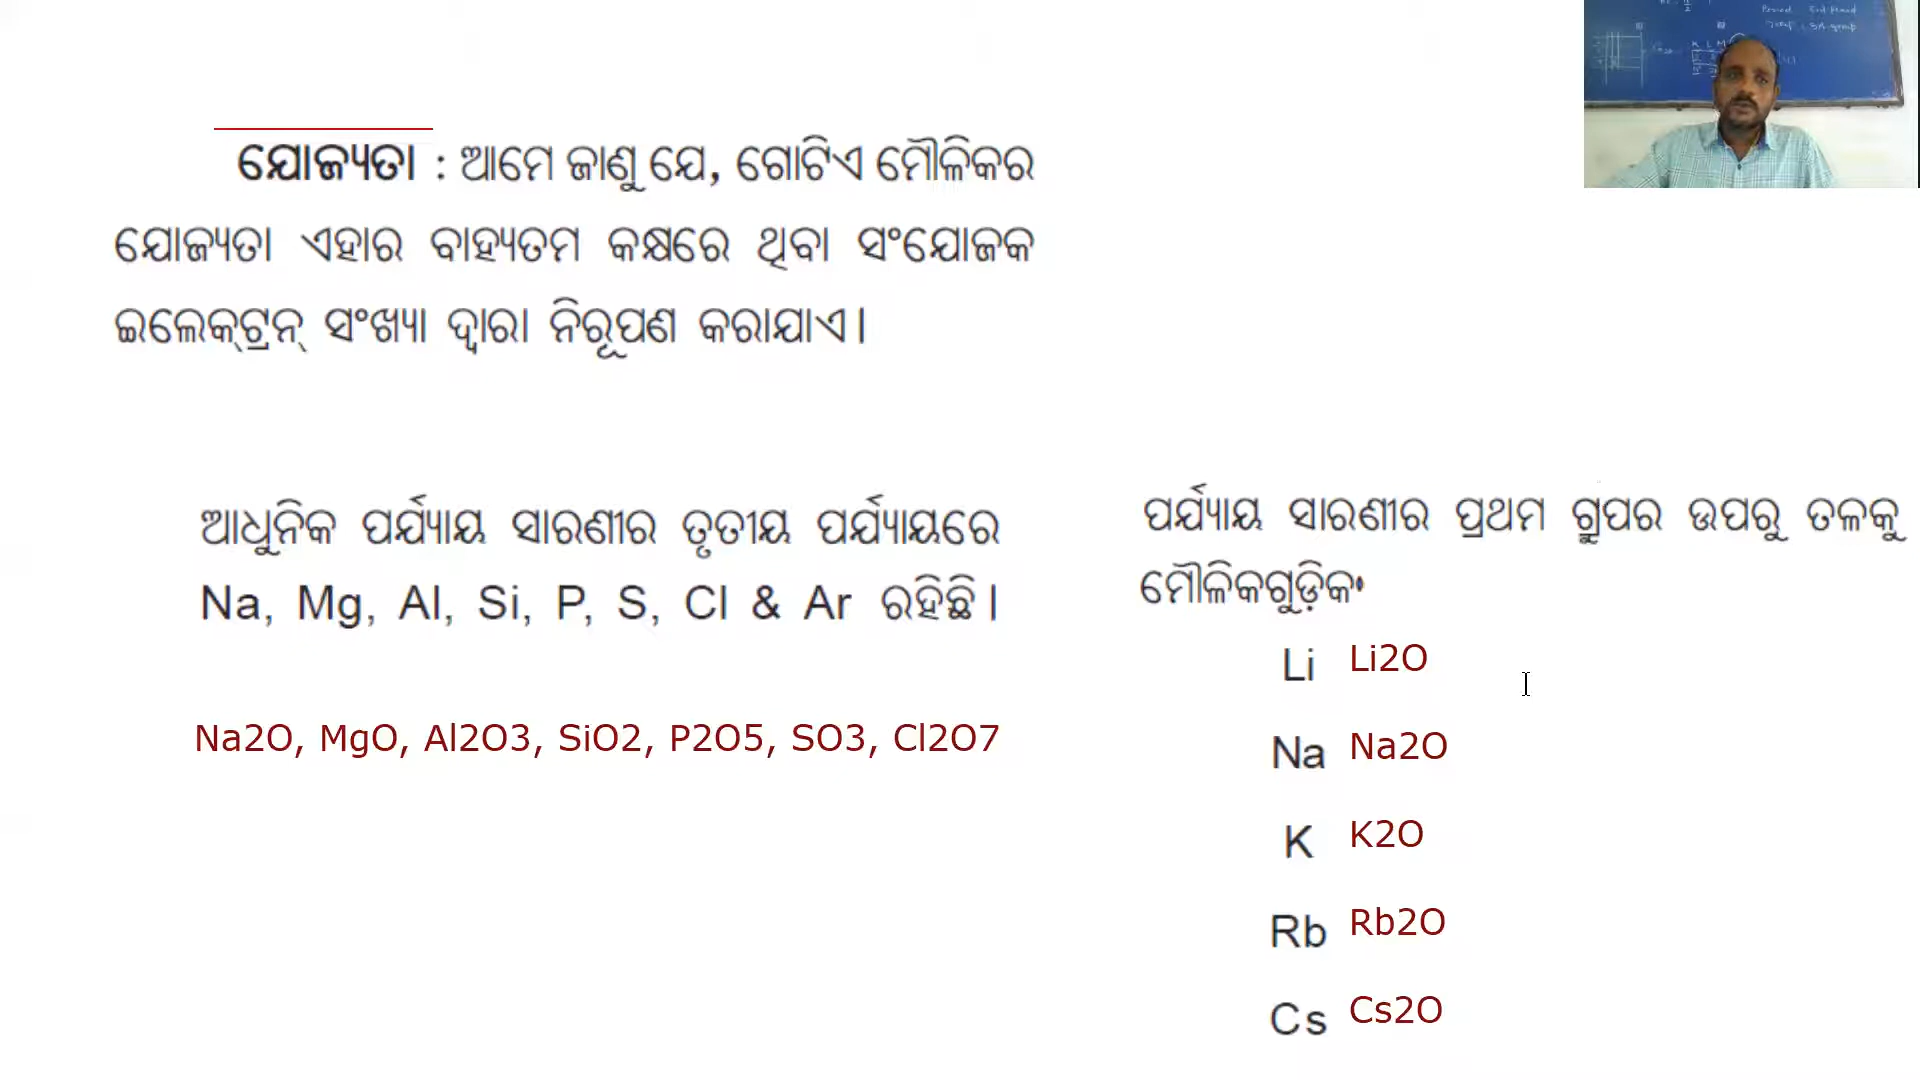 ଯୋଜ୍ୟତା : ଆମେ ଜାଣୁ ଯେ, ଗୋଟିଏ ମୌଳିକର
ଯୋଜ୍ୟତା ଏହାର ବାହ୍ୟତମ କକ୍ଷରେ ଥିବା ସଂଯୋଜକ
ଇଲେକ୍‌ଟ୍ରନ୍ ସଂଖ୍ୟା ଦ୍ୱାରା ନିରୂପଣ କରାଯାଏ।
ଆଧୁନିକ ପର୍ଯ୍ୟାୟ ସାରଣୀର ତୃତୀୟ ପର୍ଯ୍ୟାୟରେ
Na, Mg, Al, Si, P, S, Cl & Ar ରହିଛି।
Na2O, MgO, Al2O3, SiO2, P2O5, SO3, Cl2O7
ପର୍ଯ୍ୟାୟ ସାରଣୀର ପ୍ରଥମ ଗ୍ରୁପର ଉପରୁ ତଳକୁ
ମୌଳିକଗୁଡ଼ିକ
Li Li2O
Na Na2O
K K2O
Rb Rb2O
Cs Cs2O